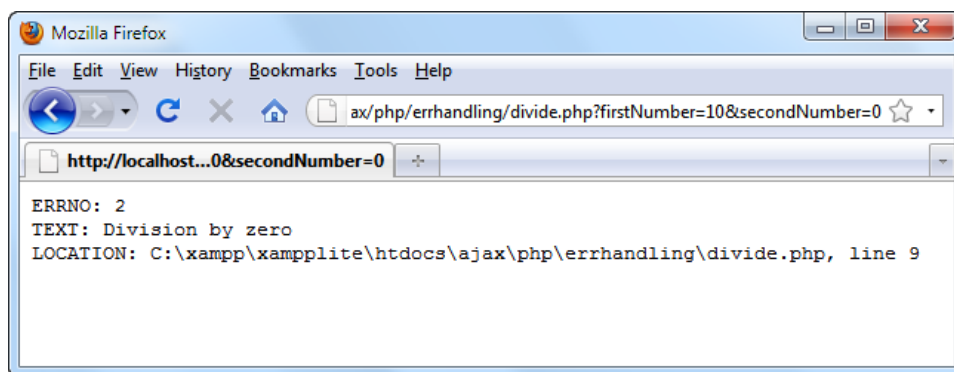 Mozilla Firefox
File Edit View History Bookmarks Tools Help
ax/php/errhandling/divide.php?firstNumber=10&secondNumber=0
http://localhost...0&secondNumber=0
ERRNO: 2
TEXT: Division by zero
LOCATION: C:\xampp\xampplite\htdocs\ajax\php\errhandling\divide.php, line 9